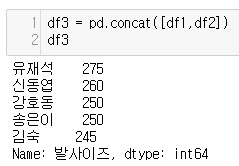 1 df3 = pd.concat([df1,df2])
2 df3
유재석 275
신동엽 260
강호동 250
송은이 250
김숙 245
Name: 발사이즈, dtype: int64